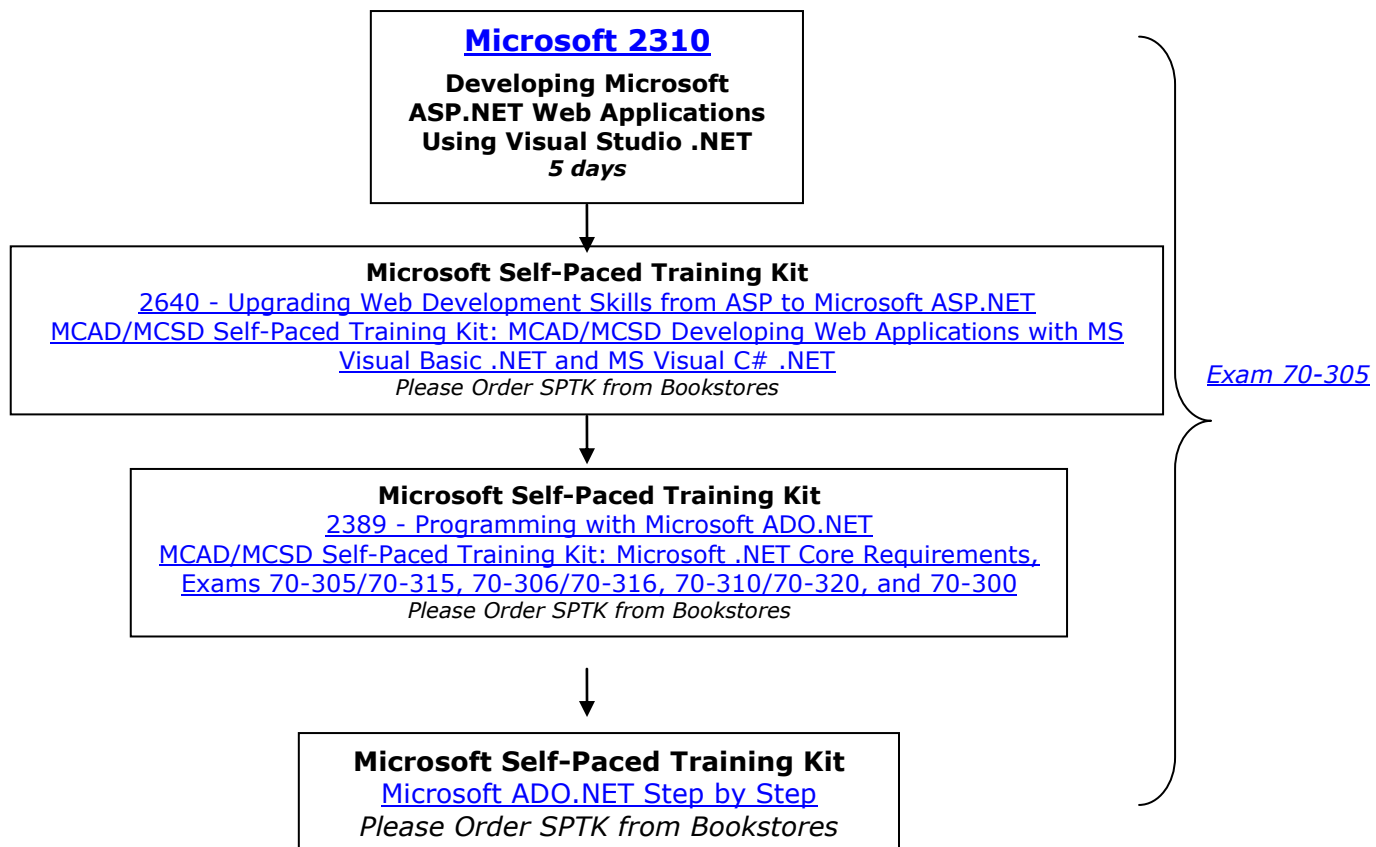 Microsoft 2310
Developing Microsoft
ASP.NET Web Applications
Using Visual Studio .NET
5 days
Microsoft Self-Paced Training Kit
2640 - Upgrading Web Development Skills from ASP to Microsoft ASP.NET
MCAD/MCSD Self-Paced Training Kit: MCAD/MCSD Developing Web Applications with MS
Visual Basic .NET and MS Visual C# .NET
Please Order SPTK from Bookstores
Exam 70-305
Microsoft Self-Paced Training Kit
2389 - Programming with Microsoft ADO.NET
MCAD/MCSD Self-Paced Training Kit: Microsoft .NET Core Requirements,
Exams 70-305/70-315, 70-306/70-316, 70-310/70-320, and 70-300
Please Order SPTK from Bookstores
Microsoft Self-Paced Training Kit
Microsoft ADO.NET Step by Step
Please Order SPTK from Bookstores